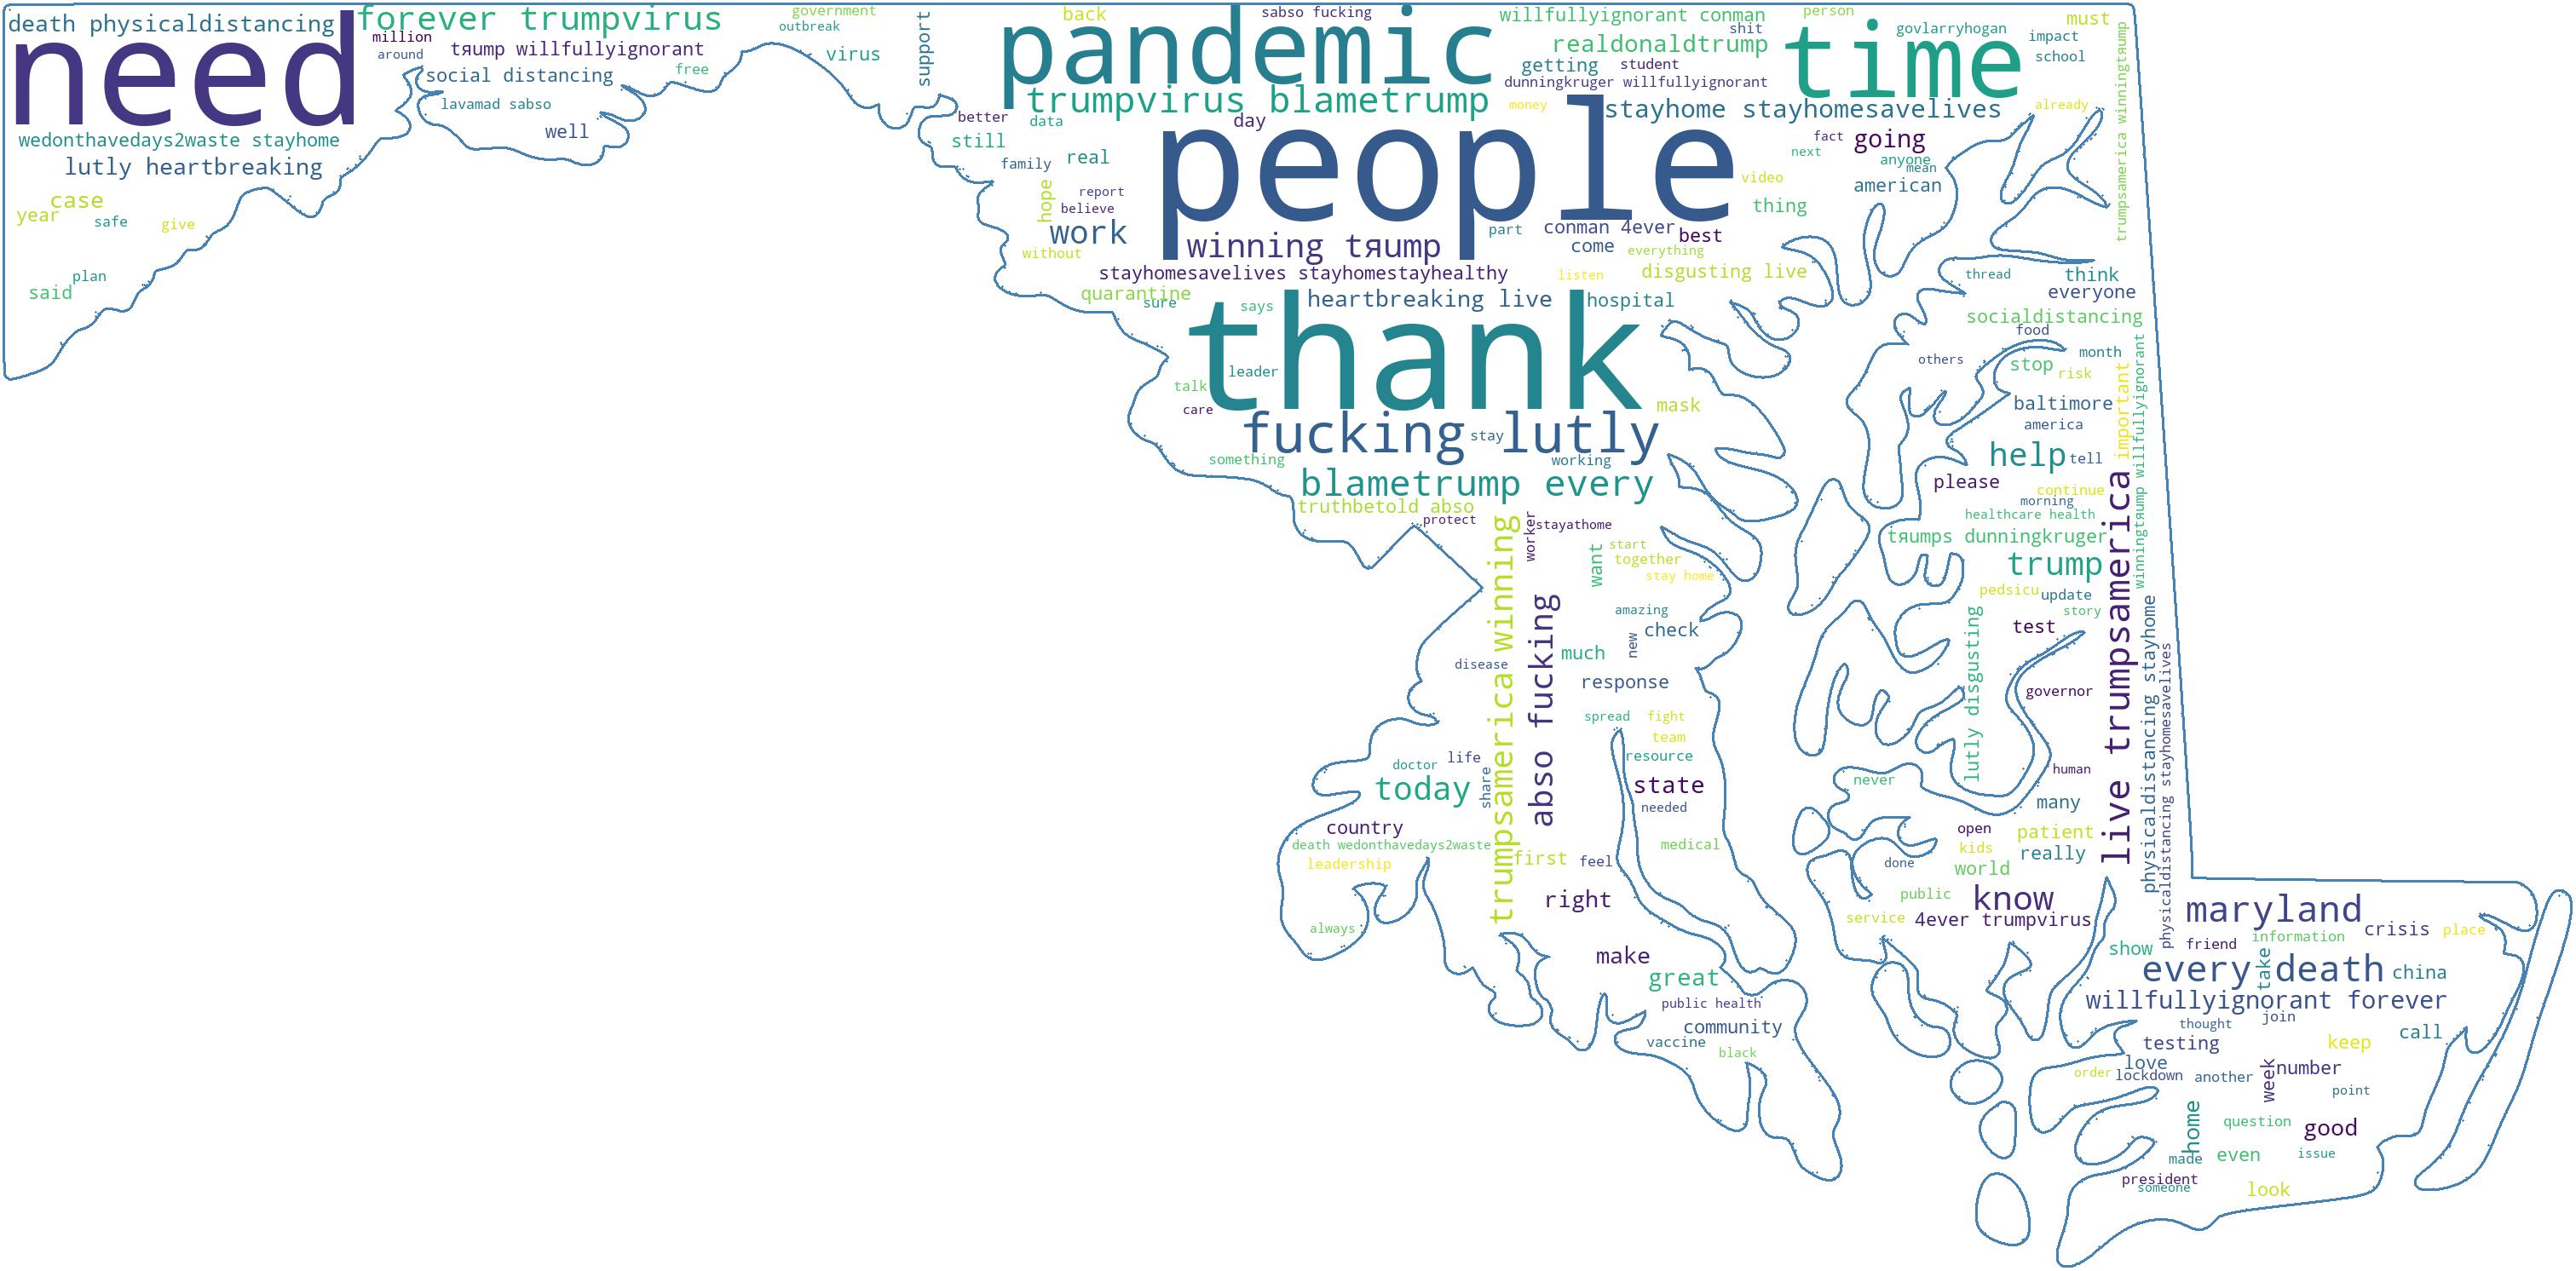 death physicaldistancing
need
wedonthavedays2waste stayhome
lutly heartbreaking
case
year
safe
give
plan
said
forever trumpvirus
million
around
tяump willfullyignorant
social distancing
free
lavamad sabso
well
government
outbreak
virus
support
pandemic
back
sabso fucking
willfullyignorant conman
shit
realdonaldtrump
getting
student
dunningkruger willfullyignorant
time
person
govlarryhogan
must
impact
school
trumpsamerica winningtяump
trumpvirus blametrump
money
stayhome stayhomesavelives
already
better
data
day
still
people
fact
going
family
real
next
anyone
mean
hope
report
video
american
believe
thing
work
part
conman 4ever
best
without
winning tяump
come
everything
stayhomesavelives stayhomestayhealthy
listen
disgusting live
thread
think
quarantine
sure
says
heartbreaking live
hospital
everyone
thank
socialdistancing
food
others
month
stop
risk
leader
talk
care
mask
baltimore
america
important
winningtяump willfullyignorant
fucking
stay
lutly
something
working
help
tell
blametrump every
please
continue
morning
truthbetold abso
protect
worker
stayathome
healthcare health
want
start
together
stay home
tяumps dunningkruger
trump
live trumpsamerica
trumpsamerica winning
abso fucking
amazing
new
check
pedsicu
update
story
test
physicaldistancing stayhome
physicaldistancing stayhomesavelives
disease
much
response
lutly disgusting
governor
spread
fight
team
resource
doctor
life
today
share
state
needed
never
human
many
country
death wedonthavedays2waste
leadership
first
feel
medical
open
patient
kids
really
done
world
right
public
know
always
service
4ever trumpvirus
maryland
crisis
place
make
show
friend
information
great
every
take
death
china
public health
willfullyignorant forever
community
thought
join
call
vaccine
black
testing
keep
love
order
lockdown
another
week
number
point
home
question
good
made
even
issue
president
someone
look